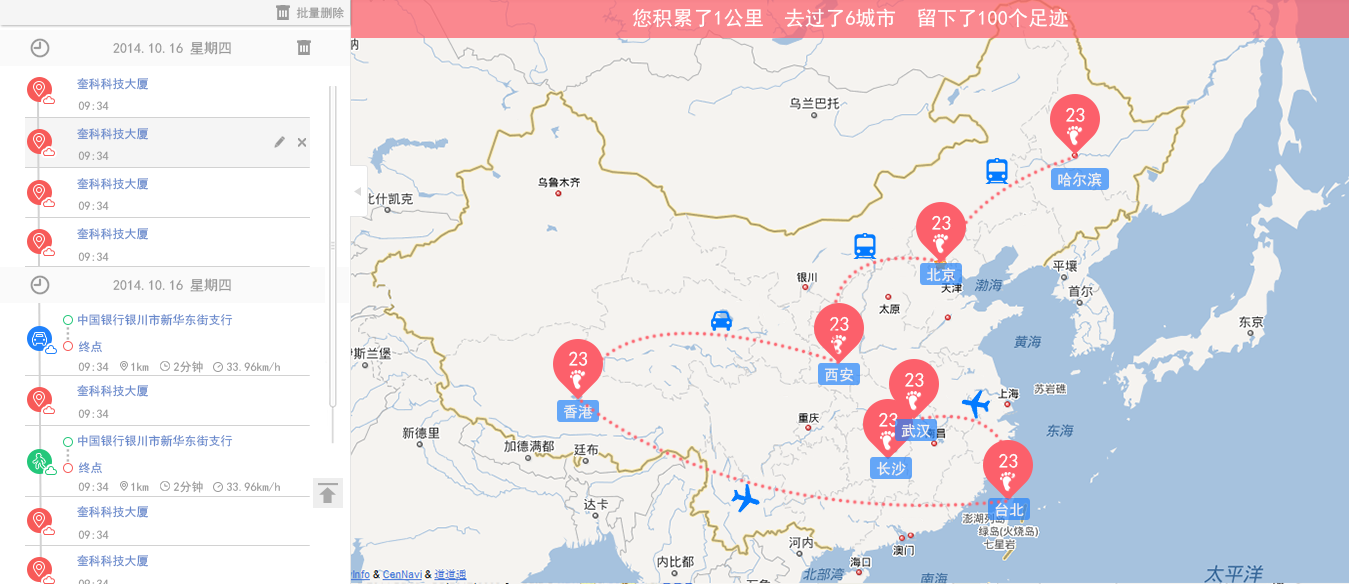 批量删除
2014.10.16 星期四
奎科科技大厦
09:34
奎科科技大厦
09:34
奎科科技大厦
09:34
奎科科技大厦
09:34
2014.10.16 星期四
中国银行银川市新华东街支行
终点
09:34 1km 2分钟 33.96km/h
奎科科技大厦
09:34
中国银行银川市新华东街支行
终点
09:34 1km 2分钟 33.96km/h
奎科科技大厦
09:34
奎科科技大厦
09:34
您积累了1公里 去过了6城市 留下了100个足迹
乌兰巴托
23
哈尔滨
乌鲁木齐
比什凯克
23
北京
天津
渤海
平壤
首尔
银川
太原
东京
23
西安
黄海
23
香港
斯兰堡
23
上海
苏岩礁
23
武汉
昌
重庆
东海
新德里
加德满都
廷布
长沙
23
台北
达卡
澎湖列岛
绿岛(火烧岛)
七星岩
河内
澳门
内比都
海口
北部湾
南海
太平洋
Info & CenNavi & 道道通